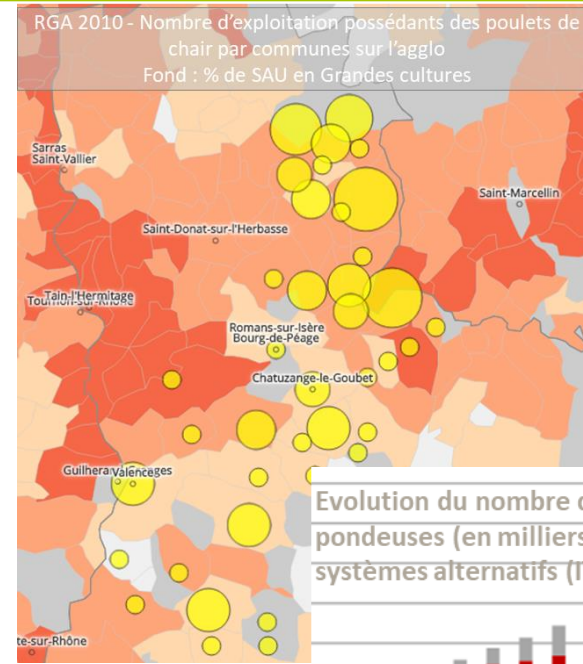 RGA 2010 - Nombre d'exploitation possédants des poulets de
chair par communes sur l'agglo
Fond : % de SAU en Grandes cultures
Sarras
Saint-Vallier
Saint-Marcellin
Saint-Donat-sur-l'Herbasse
Tain-l'Hermitage
Romans-sur-Isère
Bourg-de-Péage
Chatuzange-le-Goubet
Valence
te-sur-Rhône
Evolution du nombre
pondeuses (en milliers
systèmes alternatifs